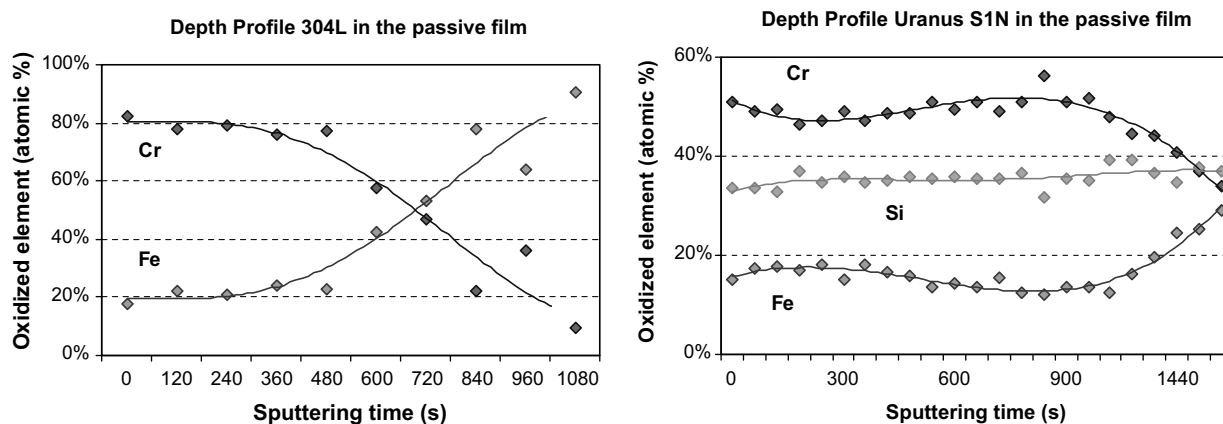 Depth Profile 304L in the passive film
Oxidized element (atomic %)
100%
80%
60%
40%
20%
0%
Cr
Fe
0 120 240 360 480 600 720 840 960 1080
Sputtering time (s)
Depth Profile Uranus S1N in the passive film
Oxidized element (atomic %)
60%
40%
20%
0%
Cr
Si
Fe
0 300 600 900 1440
Sputtering time (s)